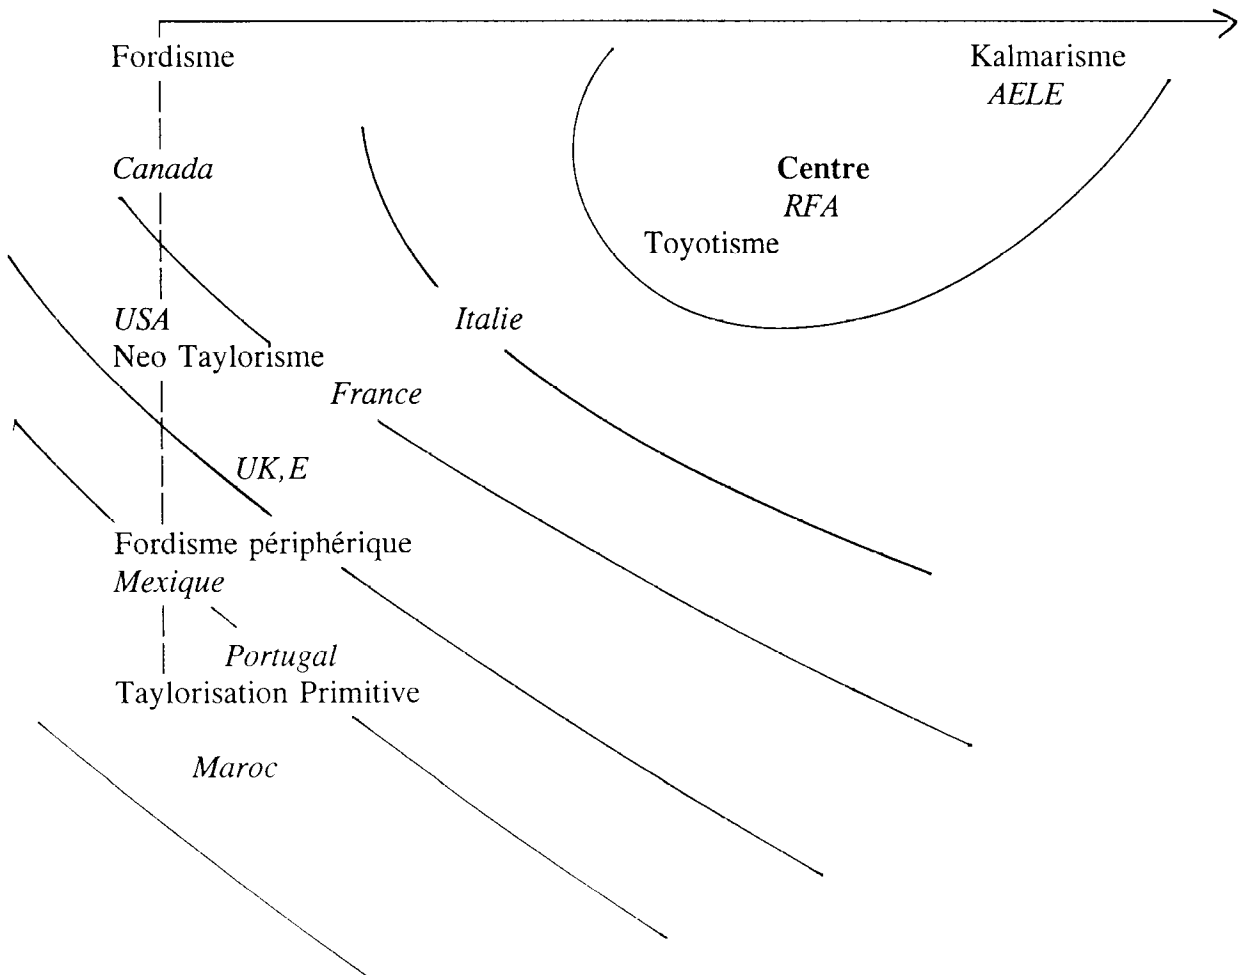 Fordisme
Kalmarisme
AELE
Canada
Centre
RFA
Toyotisme
USA
Italie
Neo Taylorisme
France
UK,E
Fordisme périphérique
Mexique
Portugal
Taylorisation Primitive
Maroc